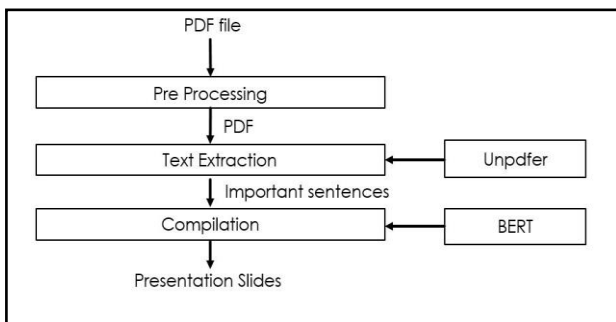 PDF file
Pre Processing
PDF
Text Extraction
Unpdfer
Important sentences
Compilation
BERT
Presentation Slides